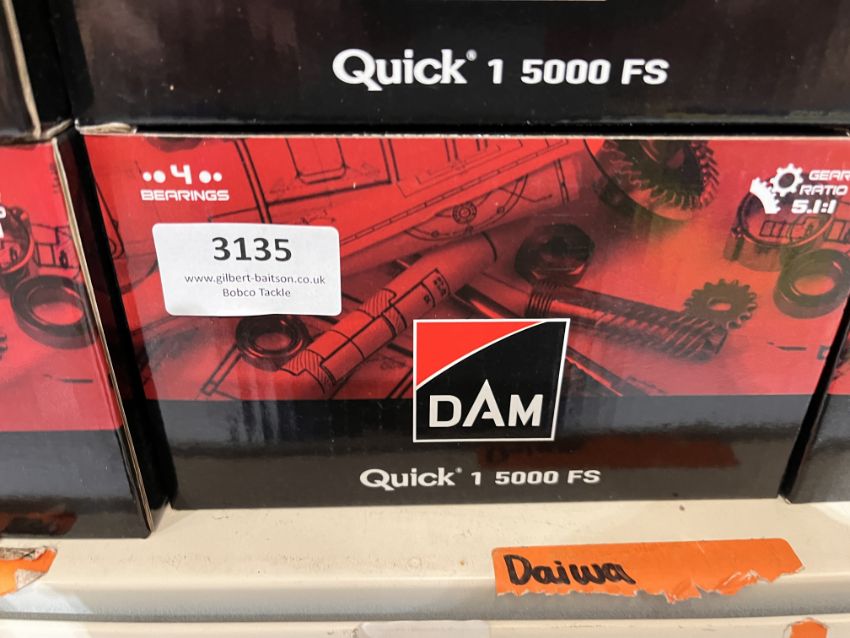 Quick® 1 5000 FS
4
BEARINGS
GEAR
RATIO
5.1:1
3135
www.gilbert-baitson.co.uk
Bobco Tackle
DAM
Quick® 1 5000 FS
Daiwa